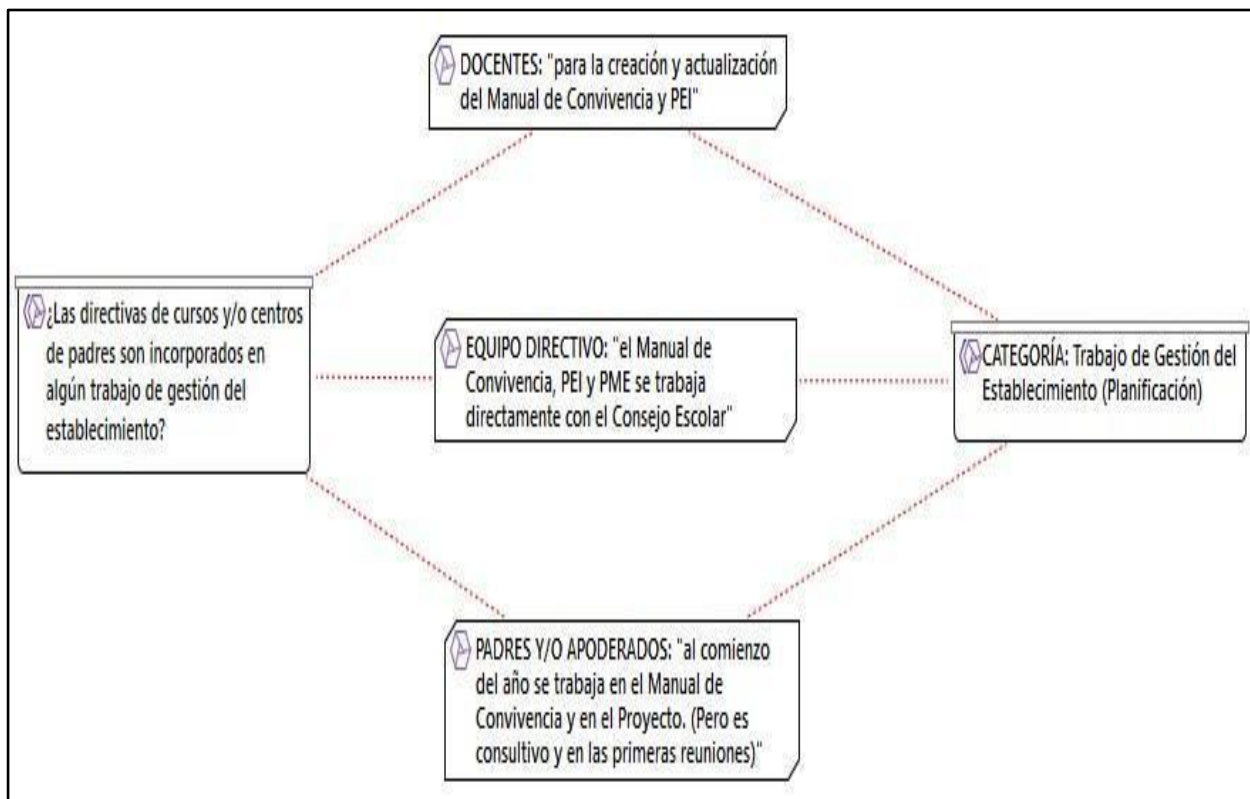 DOCENTES: "para la creación y actualización
del Manual de Convivencia y PEI"
¿Las directivas de cursos y/o centros
de padres son incorporados en
algún trabajo de gestión del
establecimiento?
EQUIPO DIRECTIVO: "el Manual de
Convivencia, PEI y PME se trabaja
directamente con el Consejo Escolar"
CATEGORÍA: Trabajo de Gestión del
Establecimiento (Planificación)
PADRES Y/O APODERADOS: "al comienzo
del año se trabaja en el Manual de
Convivencia y en el Proyecto. (Pero es
consultivo y en las primeras reuniones)"